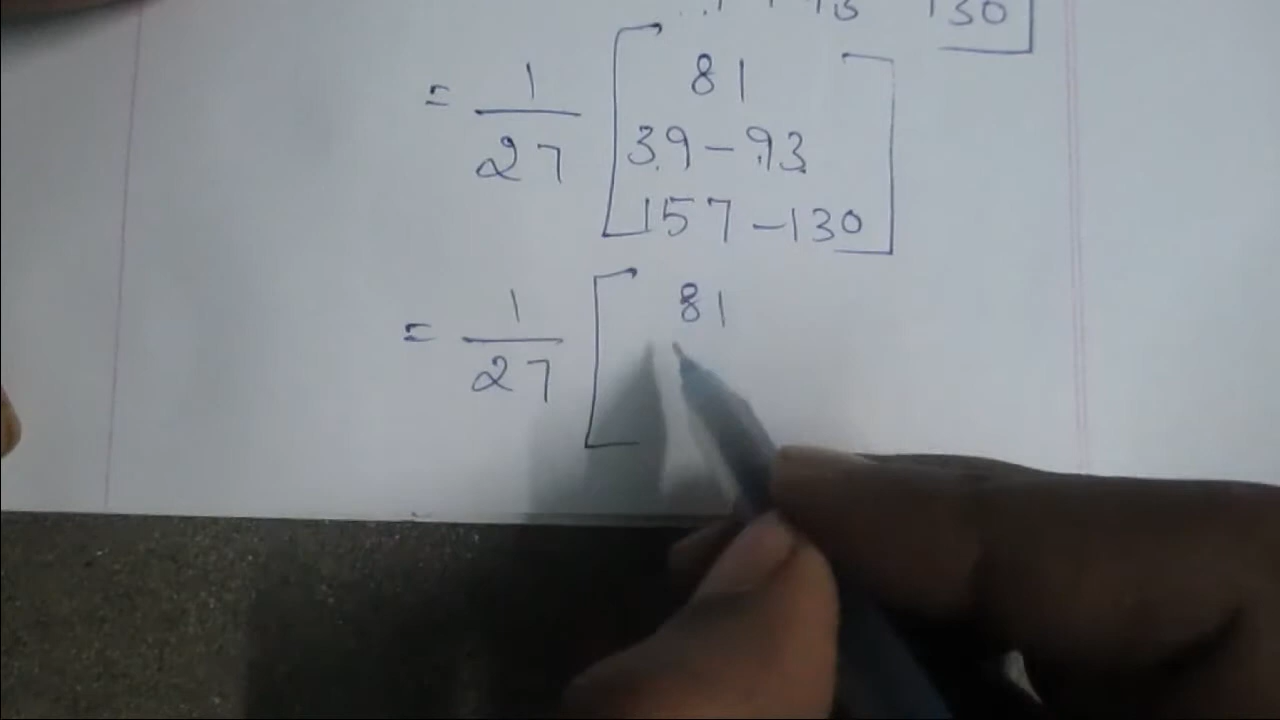 130
= 1/27 [ 81
39 - 93
157 - 130 ]
= 1/27 [ 81